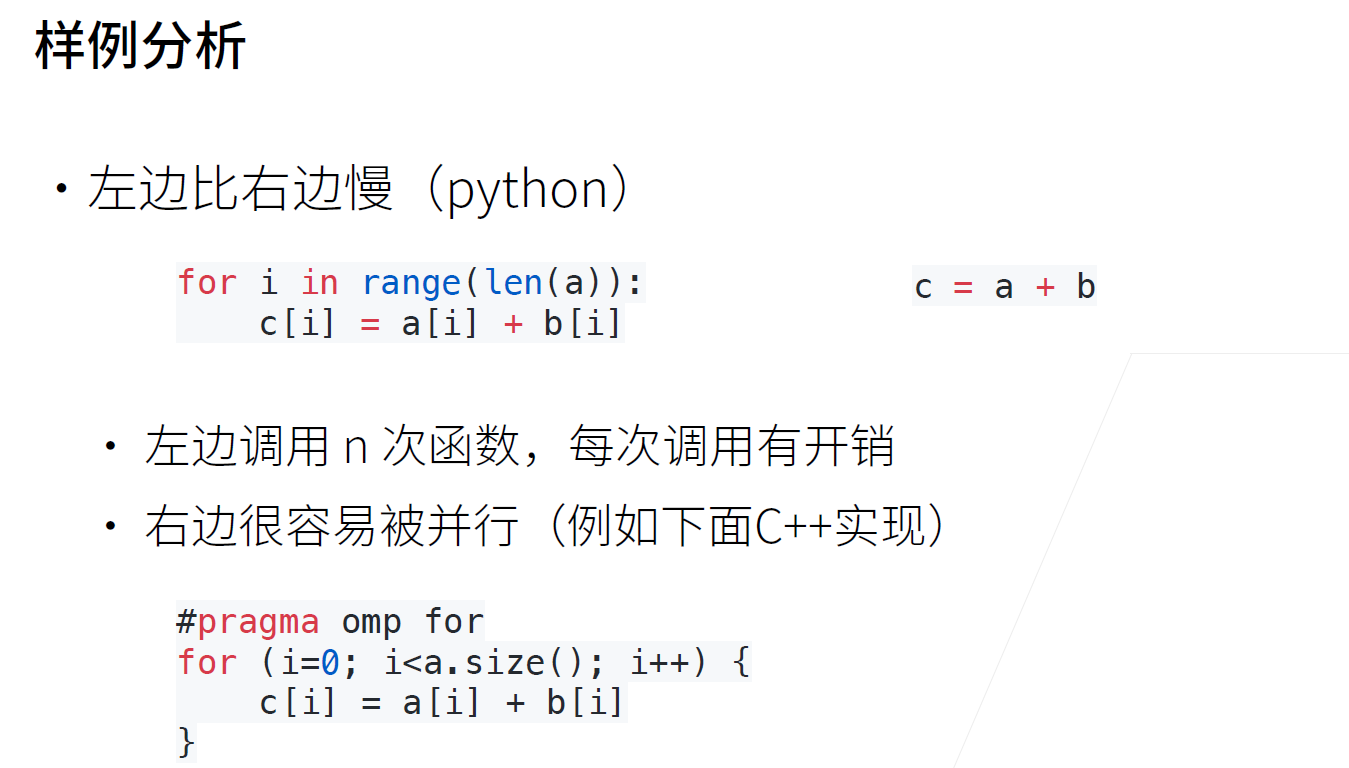 样例分析
• 左边比右边慢（python）
for i in range(len(a)):
    c[i] = a[i] + b[i]
c = a + b
• 左边调用 n 次函数，每次调用有开销
• 右边很容易被并行（例如下面C++实现）
#pragma omp for
for (i=0; i<a.size(); i++) {
    c[i] = a[i] + b[i]
}